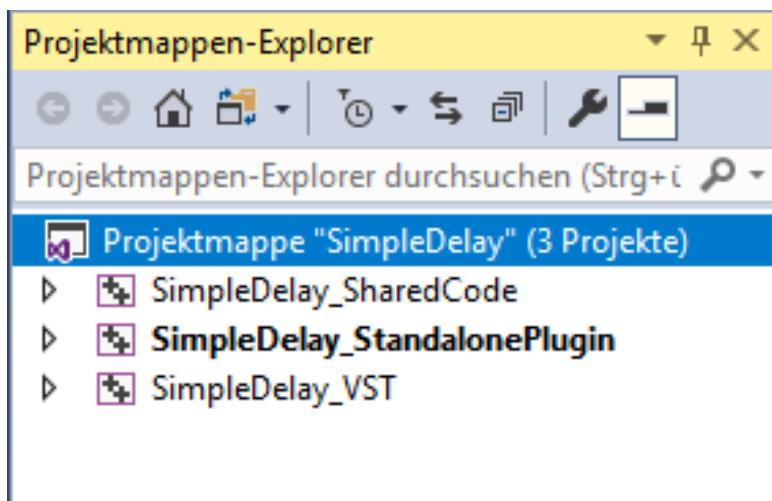 Projektmappen-Explorer
Projektmappen-Explorer durchsuchen (Strg+ü
Projektmappe "SimpleDelay" (3 Projekte)
SimpleDelay_SharedCode
SimpleDelay_StandalonePlugin
SimpleDelay_VST